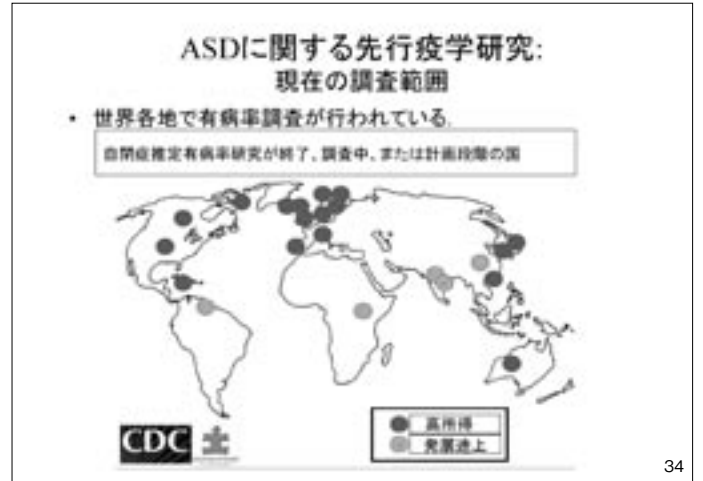 ASDに関する先行疫学研究:
現在の調査範囲
• 世界各地で有病率調査が行われている.
自閉症推定有病率研究が終了、調査中、または計画段階の国
CDC
高所得
発展途上
34